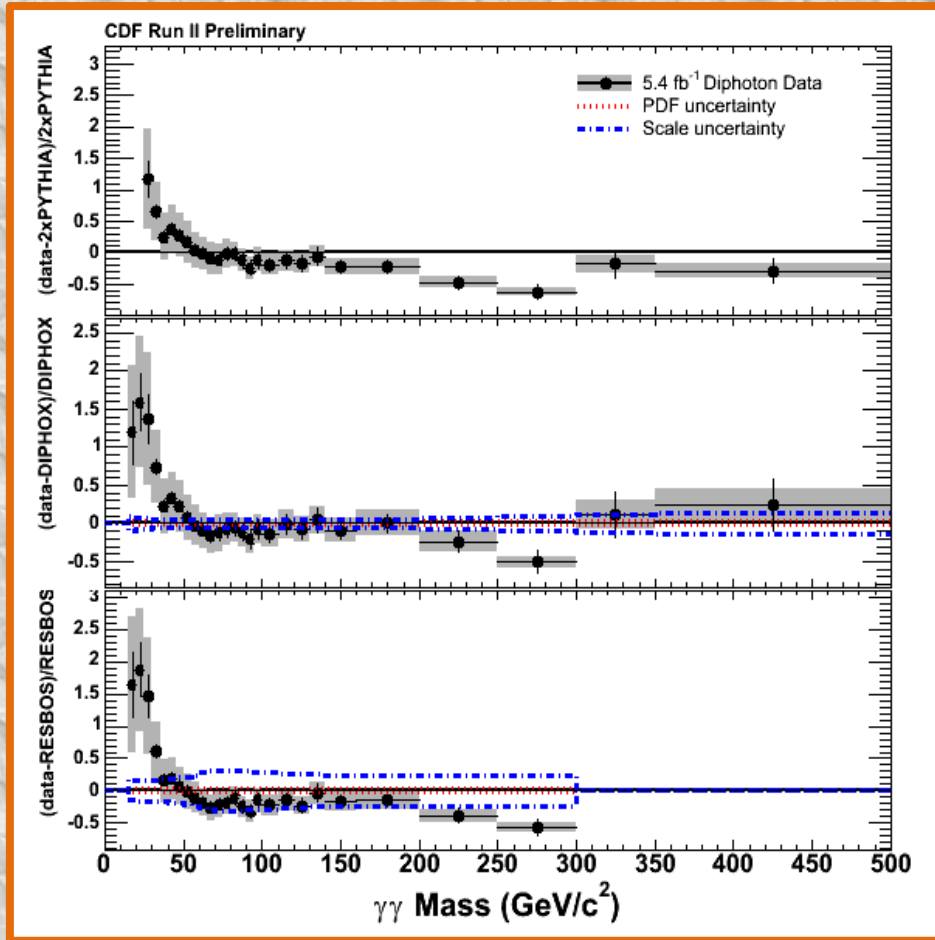 CDF Run II Preliminary
(data-2xPYTHIA)/2xPYTHIA
3
2.5
2
1.5
1
0.5
0
-0.5
5.4 fb⁻¹ Diphoton Data
PDF uncertainty
Scale uncertainty
(data-DIPHOX)/DIPHOX
2.5
2
1.5
1
0.5
0
-0.5
(data-RESBOS)/RESBOS
3
2.5
2
1.5
1
0.5
0
-0.5
0 50 100 150 200 250 300 350 400 450 500
γγ Mass (GeV/c²)